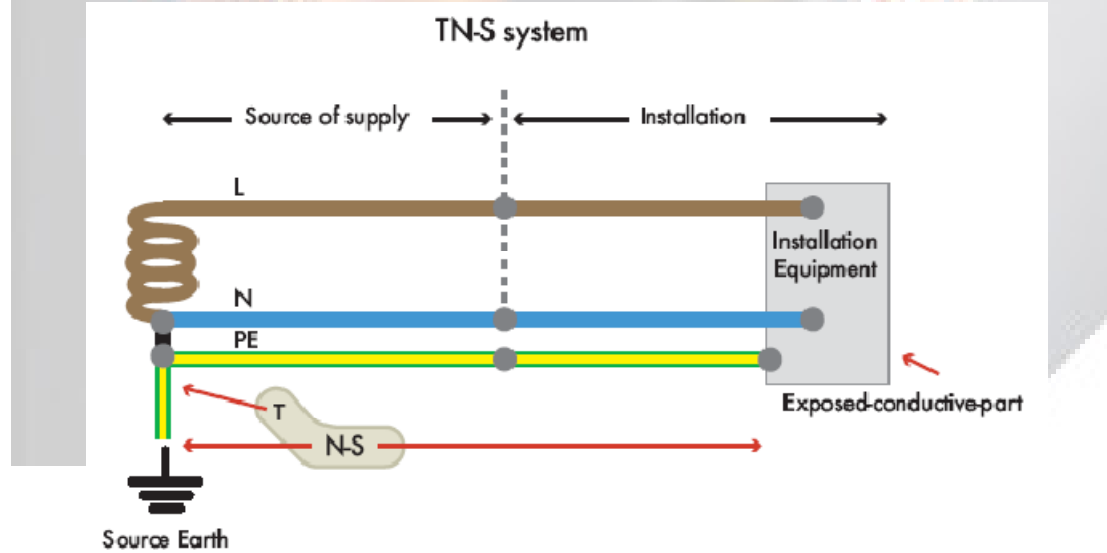 TN-S system
Source of supply
Installation
L
Installation
Equipment
N
PE
Exposed-conductive-part
T
N-S
Source Earth